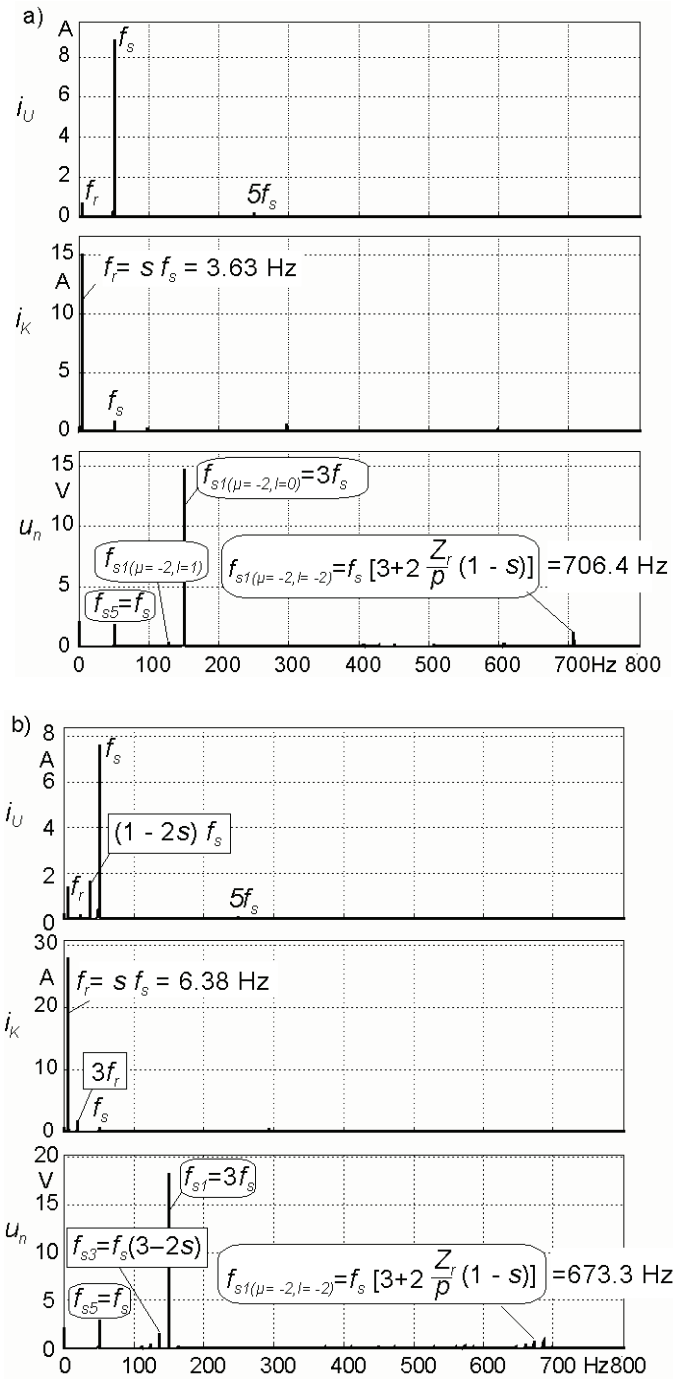 a)
A
8
6
4
2
0
i_U
f_s
f_r
5f_s
15
A
10
5
0
i_K
f_r= s f_s = 3.63 Hz
f_s
15
V
10
5
0
u_n
f_s1(μ= -2,l=0)=3f_s
f_s1(μ= -2,l=1)
f_s5=f_s
f_s1(μ= -2,l= -2)=f_s [3+2 Z_r/p (1 - s)] =706.4 Hz
0 100 200 300 400 500 600 700Hz 800
b)
8
A
6
4
2
0
i_U
f_s
(1 - 2s) f_s
f_r
5f_s
30
A
20
10
0
i_K
f_r= s f_s = 6.38 Hz
3f_r
f_s
20
V
15
10
5
0
u_n
f_s1=3f_s
f_s3=f_s(3–2s)
f_s5=f_s
f_s1(μ= -2,l= -2)=f_s [3+2 Z_r/p (1 - s)] =673.3 Hz
0 100 200 300 400 500 600 700 Hz 800